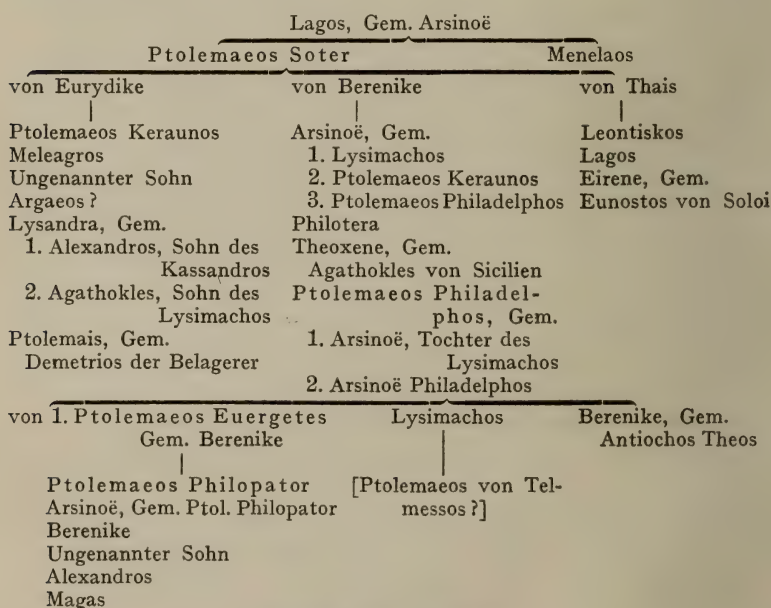 Lagos, Gem. Arsinoë
Ptolemaeos Soter Menelaos
von Eurydike von Berenike von Thais
Ptolemaeos Keraunos Arsinoë, Gem. Leontiskos
Meleagros 1. Lysimachos Lagos
Ungenannter Sohn 2. Ptolemaeos Keraunos Eirene, Gem.
Argaeos? 3. Ptolemaeos Philadelphos Eunostos von Soloi
Lysandra, Gem. Philotera
1. Alexandros, Sohn des Theoxene, Gem.
Kassandros Agathokles von Sicilien
2. Agathokles, Sohn des Ptolemaeos Philadel-
Lysimachos phos, Gem.
Ptolemais, Gem. 1. Arsinoë, Tochter des
Demetrios der Belagerer Lysimachos
2. Arsinoë Philadelphos
von 1. Ptolemaeos Euergetes Lysimachos Berenike, Gem.
Gem. Berenike Antiochos Theos
Ptolemaeos Philopator [Ptolemaeos von Tel-
Arsinoë, Gem. Ptol. Philopator messos?]
Berenike
Ungenannter Sohn
Alexandros
Magas